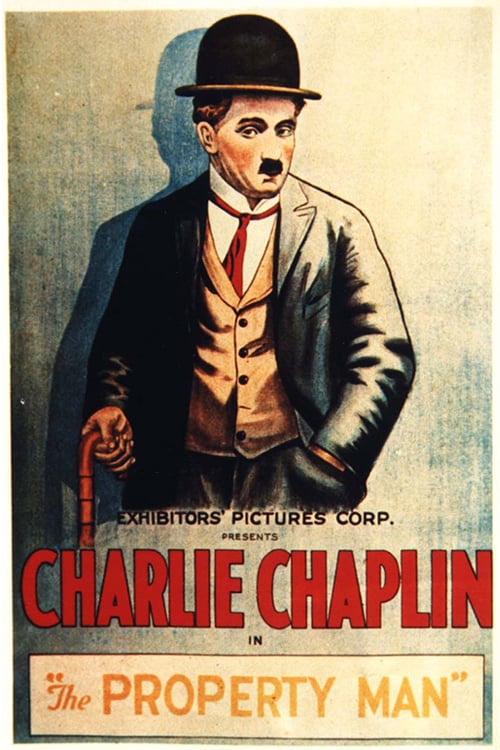 EXHIBITORS' PICTURES CORP.
PRESENTS
CHARLIE CHAPLIN
IN
"The PROPERTY MAN"